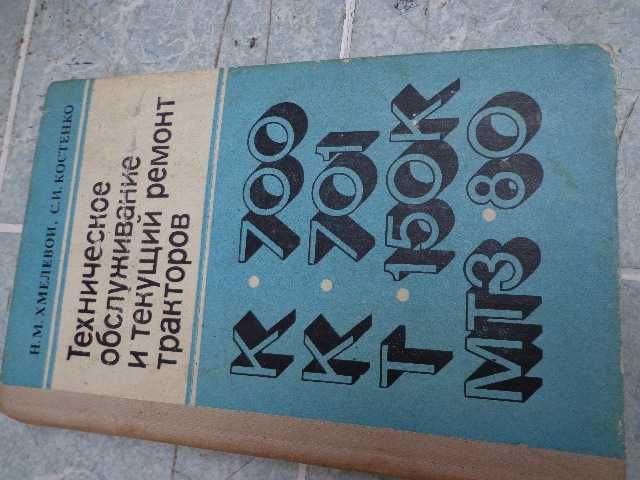 Н. М. ХМЕЛЕВОЙ, С. И. КОСТЕНКО
Техническое
обслуживание
и текущий ремонт
тракторов
К·700
К·701
Т·150К
МТЗ·80